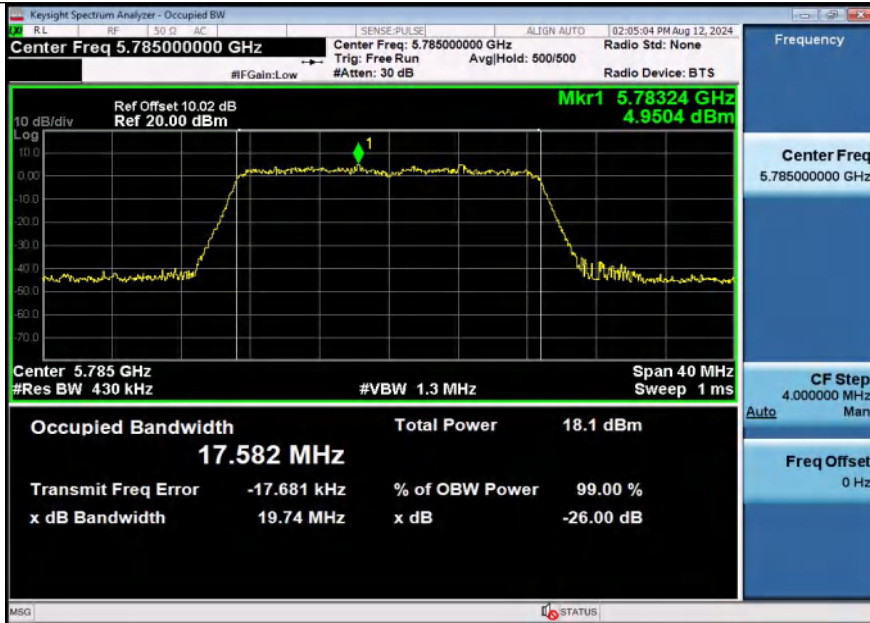 Keysight Spectrum Analyzer - Occupied BW
LXI RL RF 50 Ω AC SENSE:PULSE ALIGN AUTO 02:05:04 PM Aug 12, 2024
Center Freq 5.785000000 GHz
Center Freq: 5.785000000 GHz
Radio Std: None
Trig: Free Run Avg|Hold: 500/500
#IFGain:Low #Atten: 30 dB Radio Device: BTS
Mkr1 5.78324 GHz
4.9504 dBm
Ref Offset 10.02 dB
10 dB/div Ref 20.00 dBm
Log
1
10.0
0.00
-10.0
-20.0
-30.0
-40.0
-50.0
-60.0
-70.0
Center 5.785 GHz Span 40 MHz
#Res BW 430 kHz #VBW 1.3 MHz Sweep 1 ms
Occupied Bandwidth Total Power 18.1 dBm
17.582 MHz
Transmit Freq Error -17.681 kHz % of OBW Power 99.00 %
x dB Bandwidth 19.74 MHz x dB -26.00 dB
MSG STATUS
Frequency
Center Freq
5.785000000 GHz
CF Step
4.000000 MHz
Auto Man
Freq Offset
0 Hz